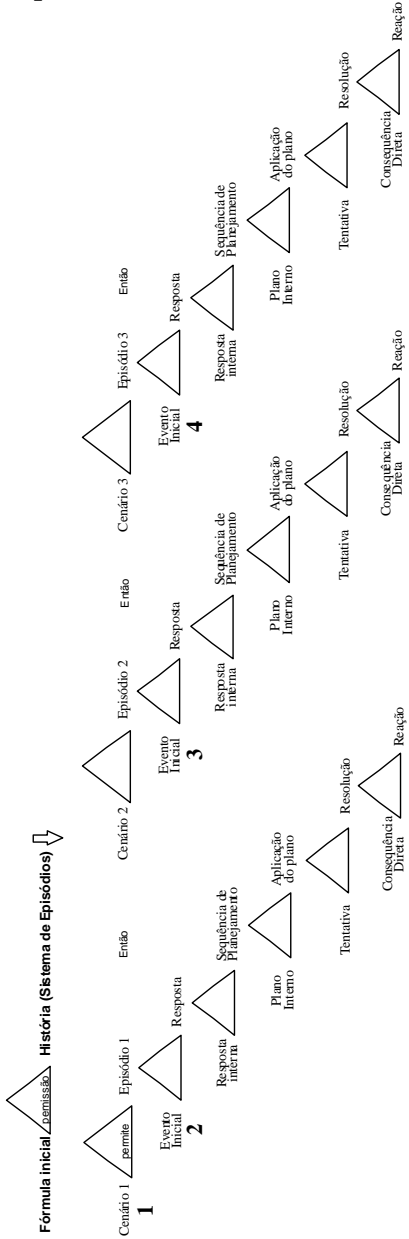 Fórmula inicial permissão História (Sistema de Episódios)
permite
Cenário 1 Episódio 1 Então
1
Evento Inicial
2
Resposta
Resposta interna
Sequência de Planejamento
Plano Interno
Aplicação do plano
Tentativa
Resolução
Consequência Direta
Reação
Cenário 2 Episódio 2 Então
Evento Inicial
3
Resposta
Resposta interna
Sequência de Planejamento
Plano Interno
Aplicação do plano
Tentativa
Resolução
Consequência Direta
Reação
Cenário 3 Episódio 3 Então
Evento Inicial
4
Resposta
Resposta interna
Sequência de Planejamento
Plano Interno
Aplicação do plano
Tentativa
Resolução
Consequência Direta
Reação